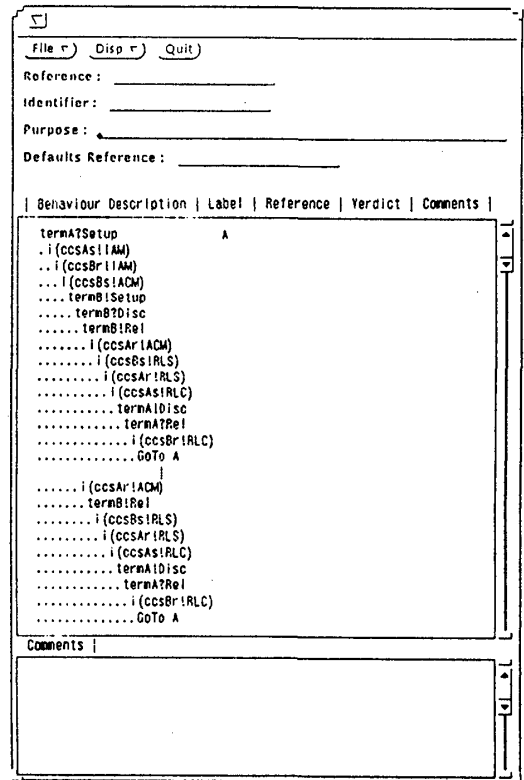 File Disp Quit
Reference :
Identifier :
Purpose :
Defaults Reference :
| Behaviour Description | Label | Reference | Verdict | Comments |
termA?Setup A
.i(ccsAs!IAM)
..i(ccsBr!IAM)
...i(ccsBs!ACM)
....termB!Setup
.....termB?Disc
......termB!Rel
.......i(ccsAr!ACM)
........i(ccsBs!RLS)
.........i(ccsAr!RLS)
..........i(ccsAs!RLC)
...........termA!Disc
............termA?Rel
.............i(ccsBr!RLC)
..............GoTo A
|
......i(ccsAr!ACM)
.......termB!Rel
........i(ccsBs!RLS)
.........i(ccsAr!RLS)
..........i(ccsAs!RLC)
...........termA!Disc
............termA?Rel
.............i(ccsBr!RLC)
..............GoTo A
Comments |